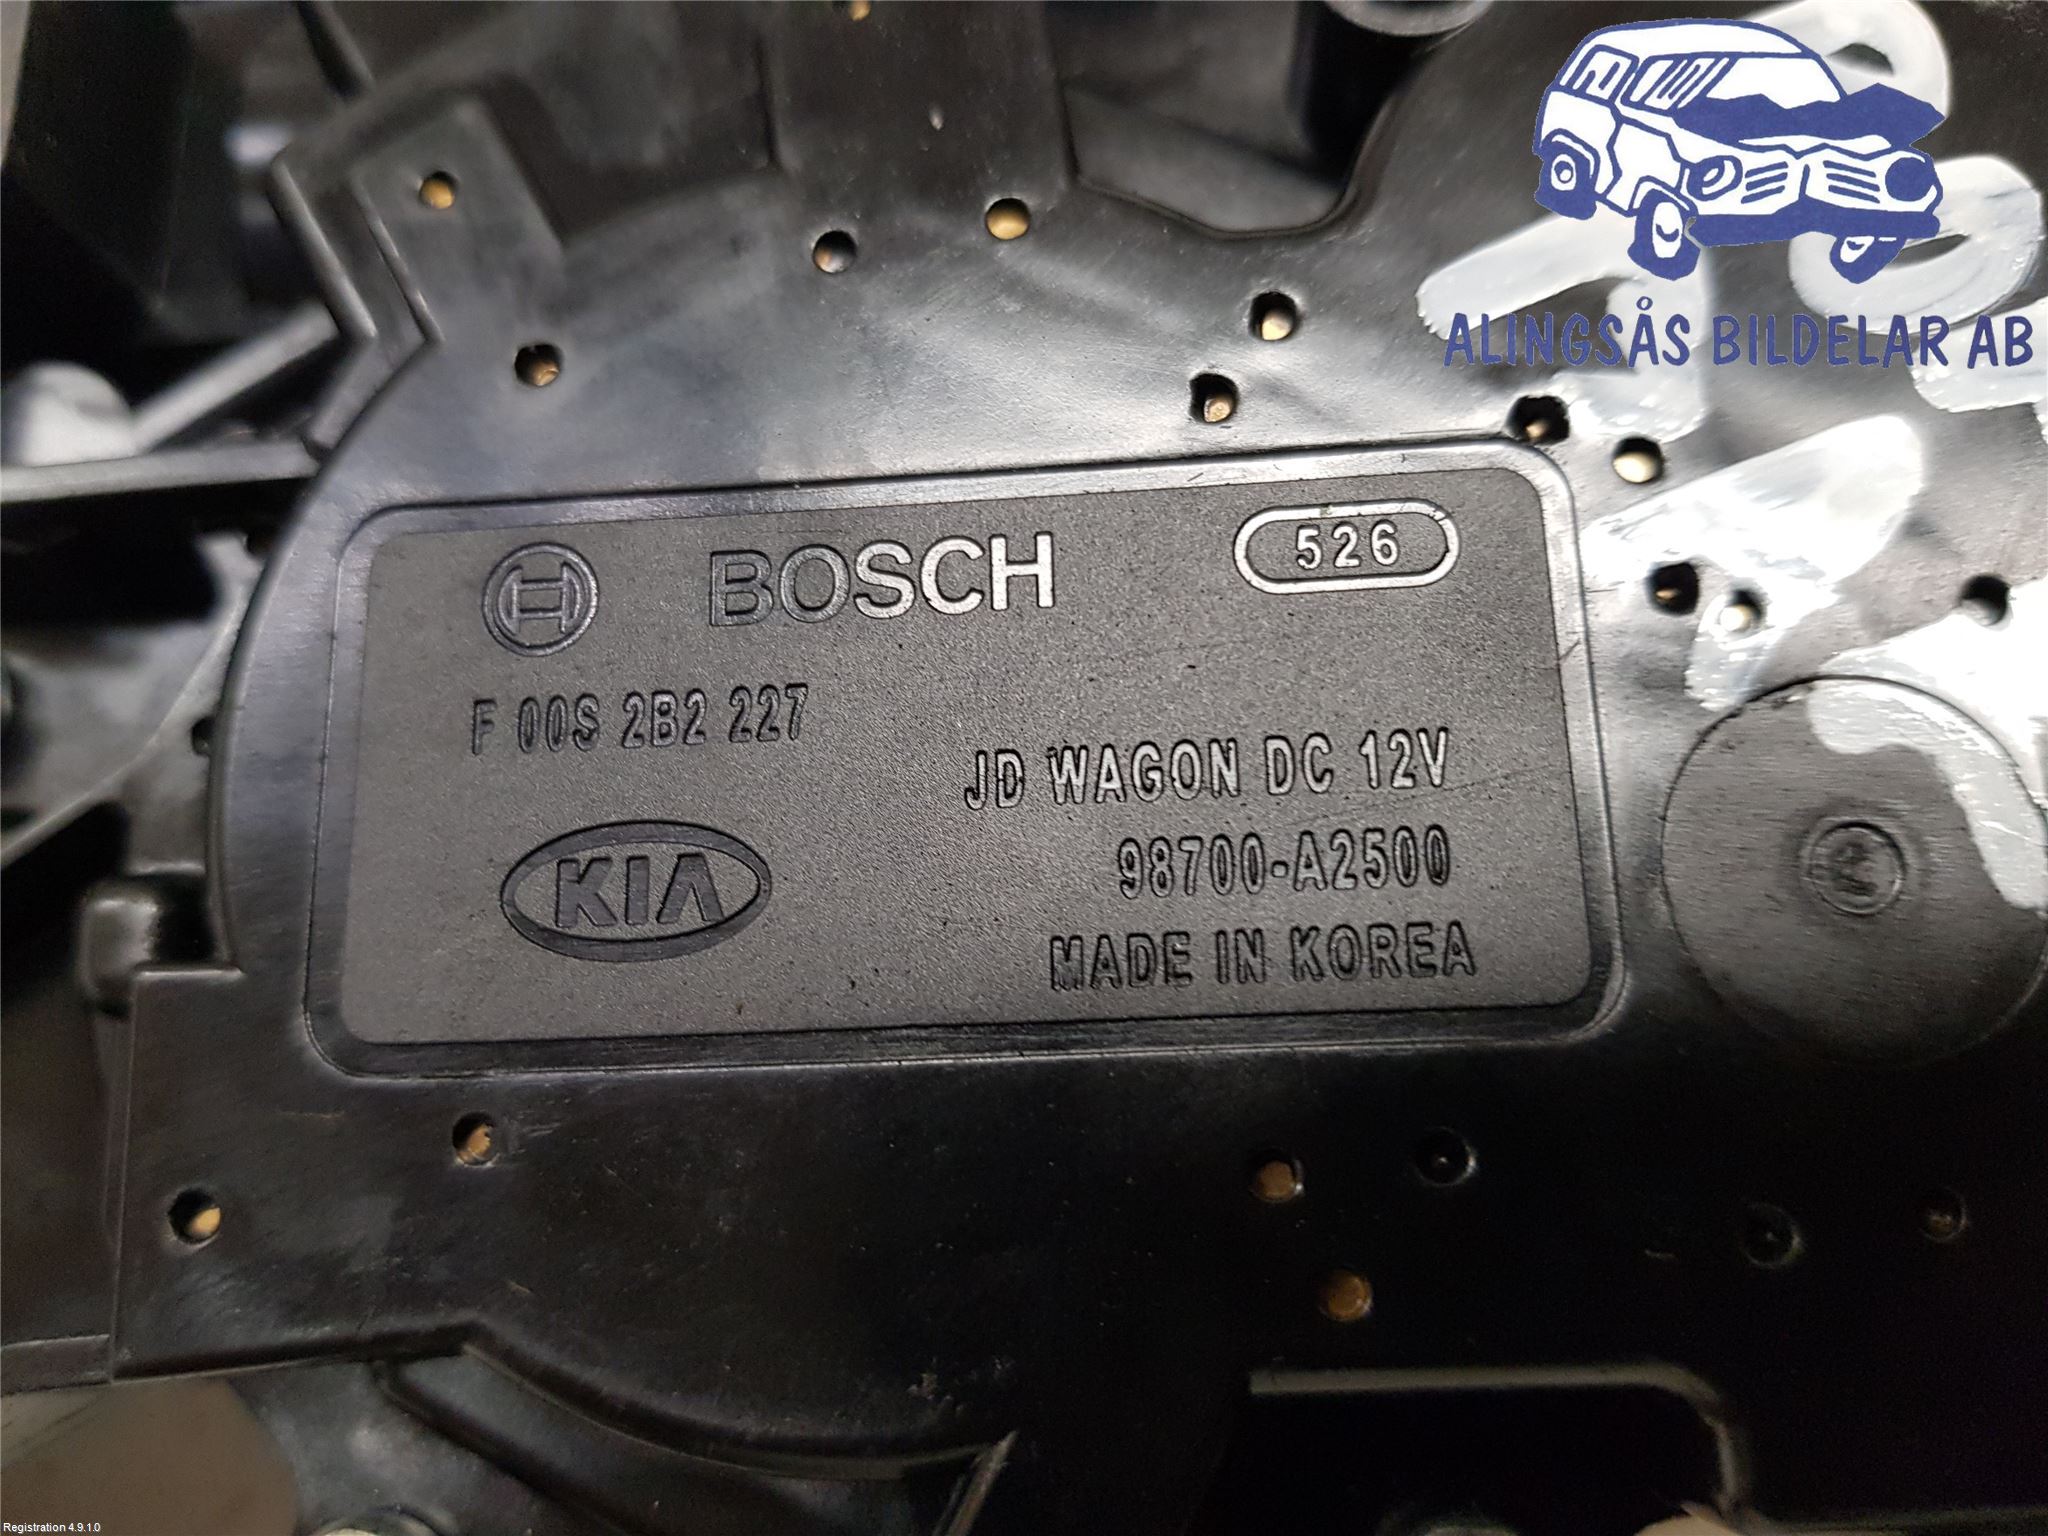 ALINGSÅS BILDELAR AB
BOSCH
526
F 00S 2B2 227
JD WAGON DC 12V
98700-A2500
KIA
MADE IN KOREA
Registration 4.9.1.0